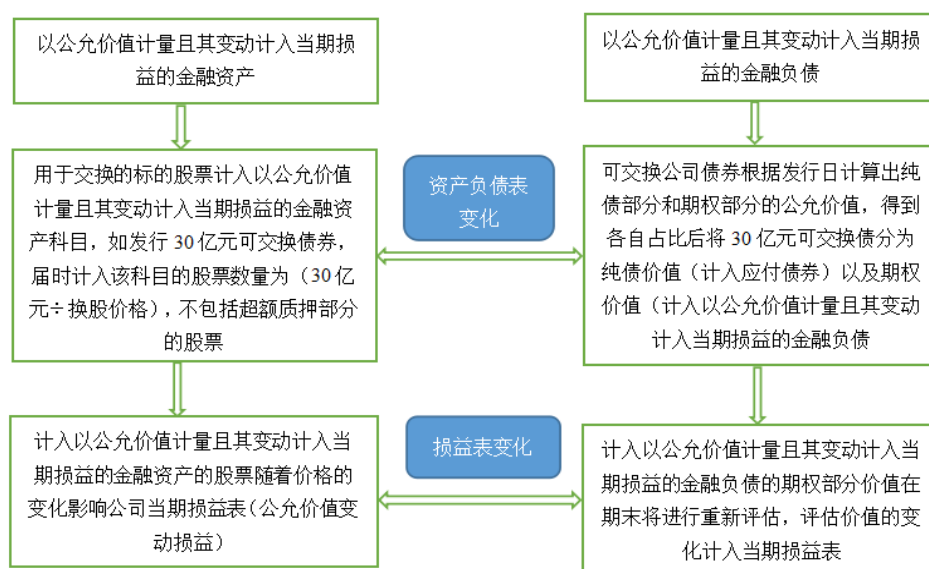 以公允价值计量且其变动计入当期损
益的金融资产
以公允价值计量且其变动计入当期损
益的金融负债
用于交换的标的股票计入以公允价值
计量且其变动计入当期损益的金融资
产科目，如发行 30 亿元可交换债券，
届时计入该科目的股票数量为（30 亿
元÷换股价格），不包括超额质押部分
的股票
资产负债表
变化
可交换公司债券根据发行日计算出纯
债部分和期权部分的公允价值，得到
各自占比后将 30 亿元可交换债分为
纯债价值（计入应付债券）以及期权
价值（计入以公允价值计量且其变动
计入当期损益的金融负债
计入以公允价值计量且其变动计入当
期损益的金融资产的股票随着价格的
变化影响公司当期损益表（公允价值变
动损益）
损益表变化
计入以公允价值计量且其变动计入当
期损益的金融负债的期权部分价值在
期末将进行重新评估，评估价值的变
化计入当期损益表